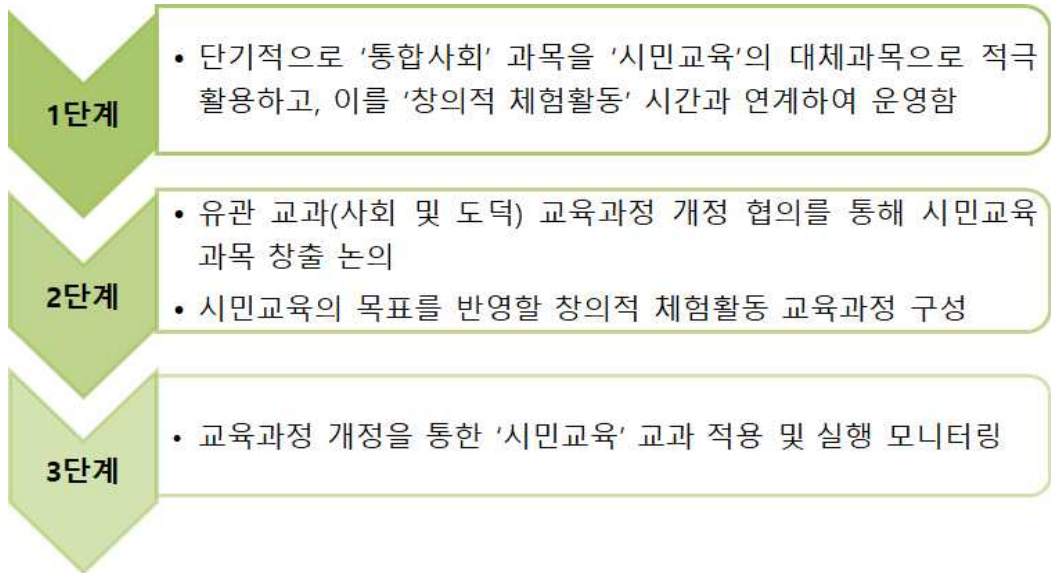 1단계
• 단기적으로 '통합사회' 과목을 '시민교육'의 대체과목으로 적극
활용하고, 이를 '창의적 체험활동' 시간과 연계하여 운영함
2단계
• 유관 교과(사회 및 도덕) 교육과정 개정 협의를 통해 시민교육
과목 창출 논의
• 시민교육의 목표를 반영할 창의적 체험활동 교육과정 구성
3단계
• 교육과정 개정을 통한 '시민교육' 교과 적용 및 실행 모니터링